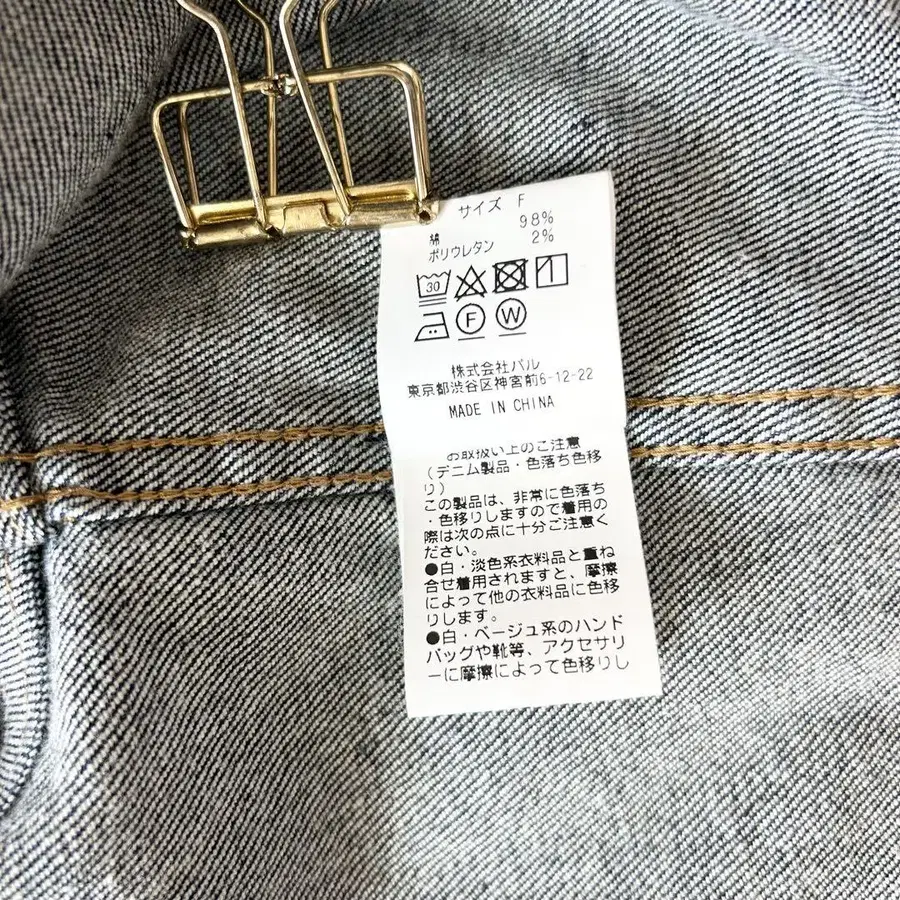 サイズ F
綿 98%
ポリウレタン 2%
30
F W
株式会社パル
東京都渋谷区神宮前6-12-22
MADE IN CHINA
お取扱い上のご注意
(デニム製品・色落ち色移
り)
この製品は、非常に色落ち
・色移りしますので着用の
際は次の点に十分ご注意く
ださい。
●白・淡色系衣料品と重ね
合せ着用されますと、摩擦
によって他の衣料品に色移
りします。
●白・ベージュ系のハンド
バッグや靴等、アクセサリ
ーに摩擦によって色移りし